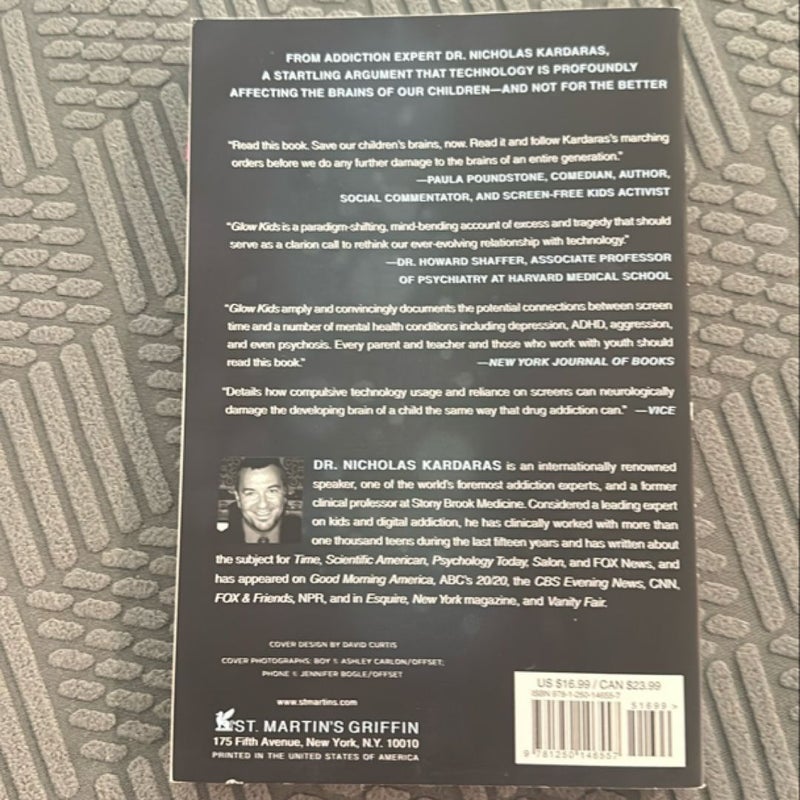 FROM ADDICTION EXPERT DR. NICHOLAS KARDARAS,
A STARTLING ARGUMENT THAT TECHNOLOGY IS PROFOUNDLY
AFFECTING THE BRAINS OF OUR CHILDREN—AND NOT FOR THE BETTER
"Read this book. Save our children's brains, now. Read it and follow Kardaras's marching
orders before we do any further damage to the brains of an entire generation."
—PAULA POUNDSTONE, COMEDIAN, AUTHOR,
SOCIAL COMMENTATOR, AND SCREEN-FREE KIDS ACTIVIST
"Glow Kids is a paradigm-shifting, mind-bending account of excess and tragedy that should
serve as a clarion call to rethink our ever-evolving relationship with technology."
—DR. HOWARD SHAFFER, ASSOCIATE PROFESSOR
OF PSYCHIATRY AT HARVARD MEDICAL SCHOOL
"Glow Kids amply and convincingly documents the potential connections between screen
time and a number of mental health conditions including depression, ADHD, aggression,
and even psychosis. Every parent and teacher and those who work with youth should
read this book." —NEW YORK JOURNAL OF BOOKS
"Details how compulsive technology usage and reliance on screens can neurologically
damage the developing brain of a child the same way that drug addiction can." —VICE
DR. NICHOLAS KARDARAS is an internationally renowned
speaker, one of the world's foremost addiction experts, and a former
clinical professor at Stony Brook Medicine. Considered a leading expert
on kids and digital addiction, he has clinically worked with more than
one thousand teens during the last fifteen years and has written about
the subject for Time, Scientific American, Psychology Today, Salon, and FOX News, and
has appeared on Good Morning America, ABC's 20/20, the CBS Evening News, CNN,
FOX & Friends, NPR, and in Esquire, New York magazine, and Vanity Fair.
COVER DESIGN BY DAVID CURTIS
COVER PHOTOGRAPHS: BOY © ASHLEY CARLON/OFFSET;
PHONE © JENNIFER BOGLE/OFFSET
www.stmartins.com
ST. MARTIN'S GRIFFIN
175 Fifth Avenue, New York, N.Y. 10010
PRINTED IN THE UNITED STATES OF AMERICA
US $16.99 / CAN $23.99
ISBN 978-1-250-14655-7
51699>
9 781250 146557